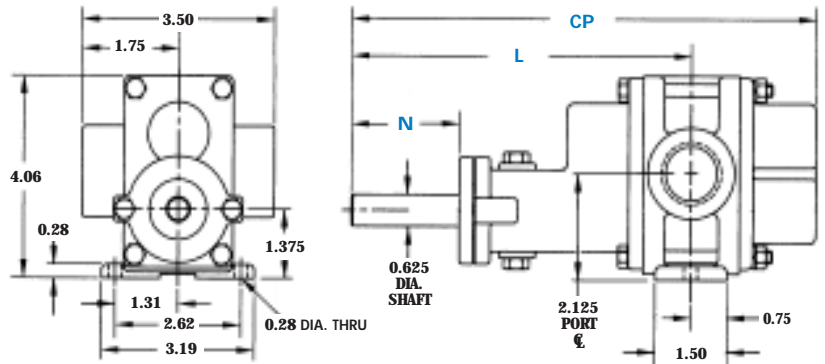 3.50
1.75
4.06
0.28
1.375
1.31
2.62
3.19
0.28 DIA. THRU
CP
L
N
0.625
DIA.
SHAFT
2.125
PORT
℄
0.75
1.50